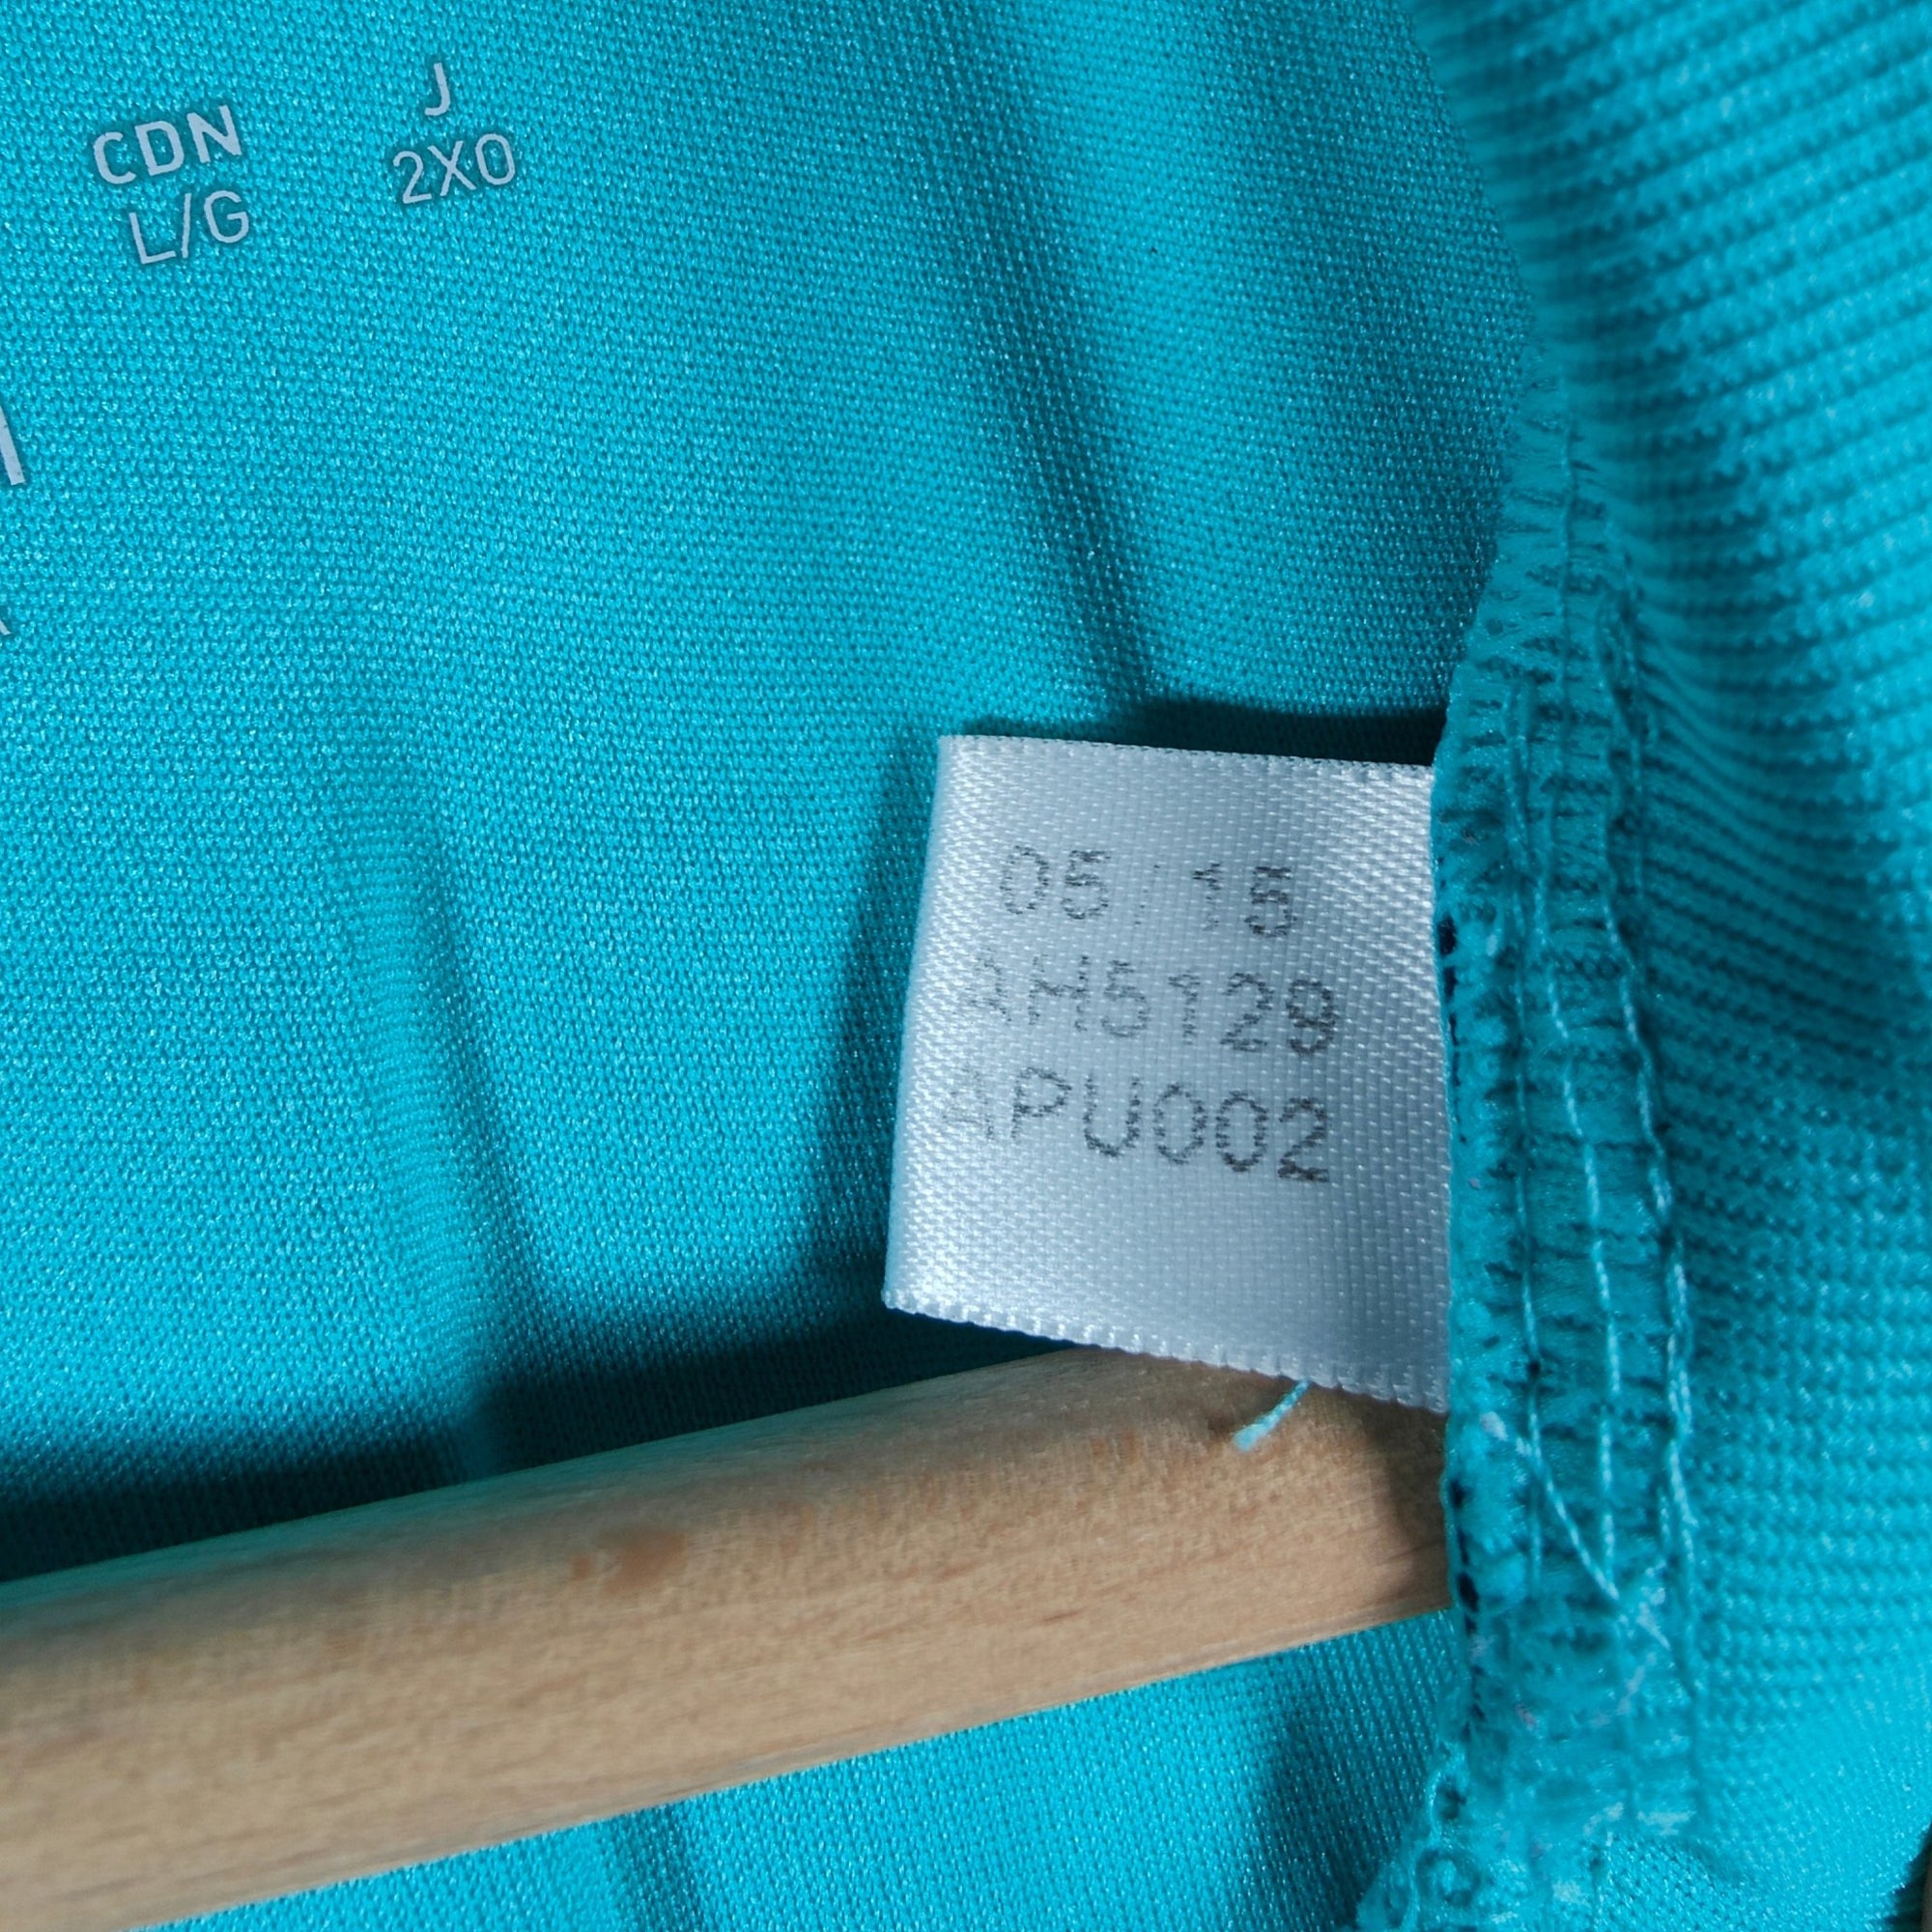 CDN
L/G
J
2XO
05/15
AH5129
APU002